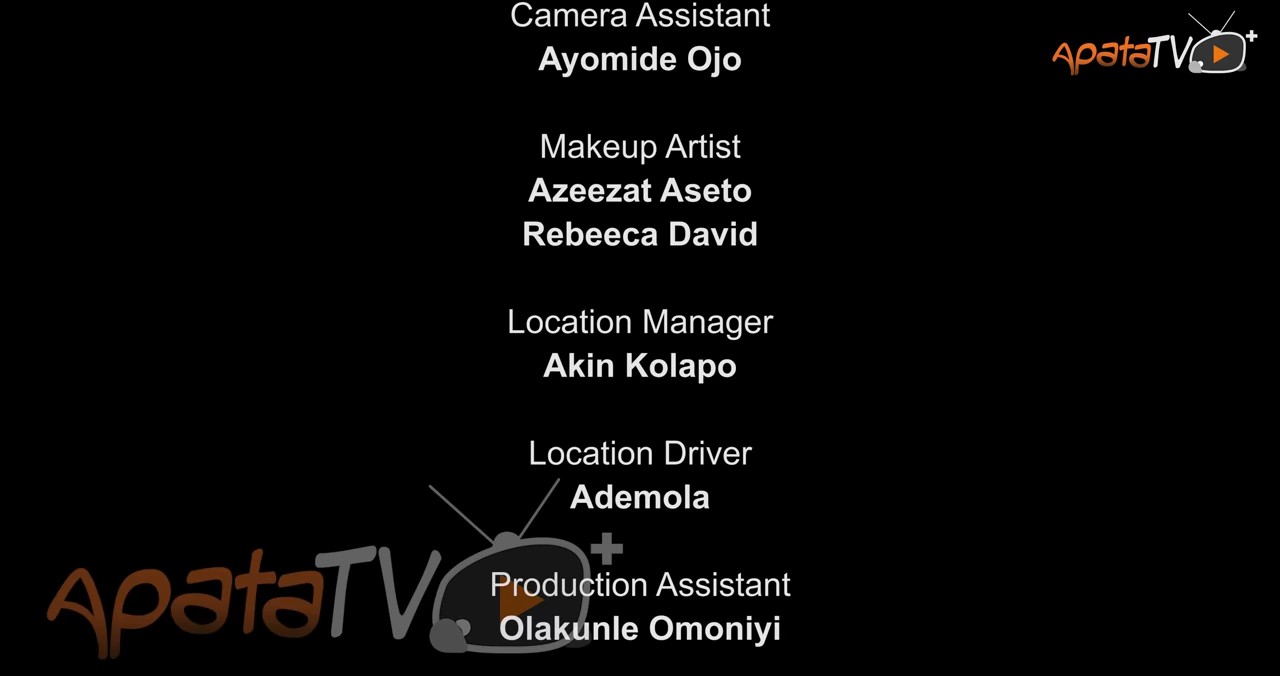 Camera Assistant
Ayomide Ojo
ApataTV+
Makeup Artist
Azeezat Aseto
Rebeeca David
Location Manager
Akin Kolapo
Location Driver
Ademola
ApataTV+
Production Assistant
Olakunle Omoniyi